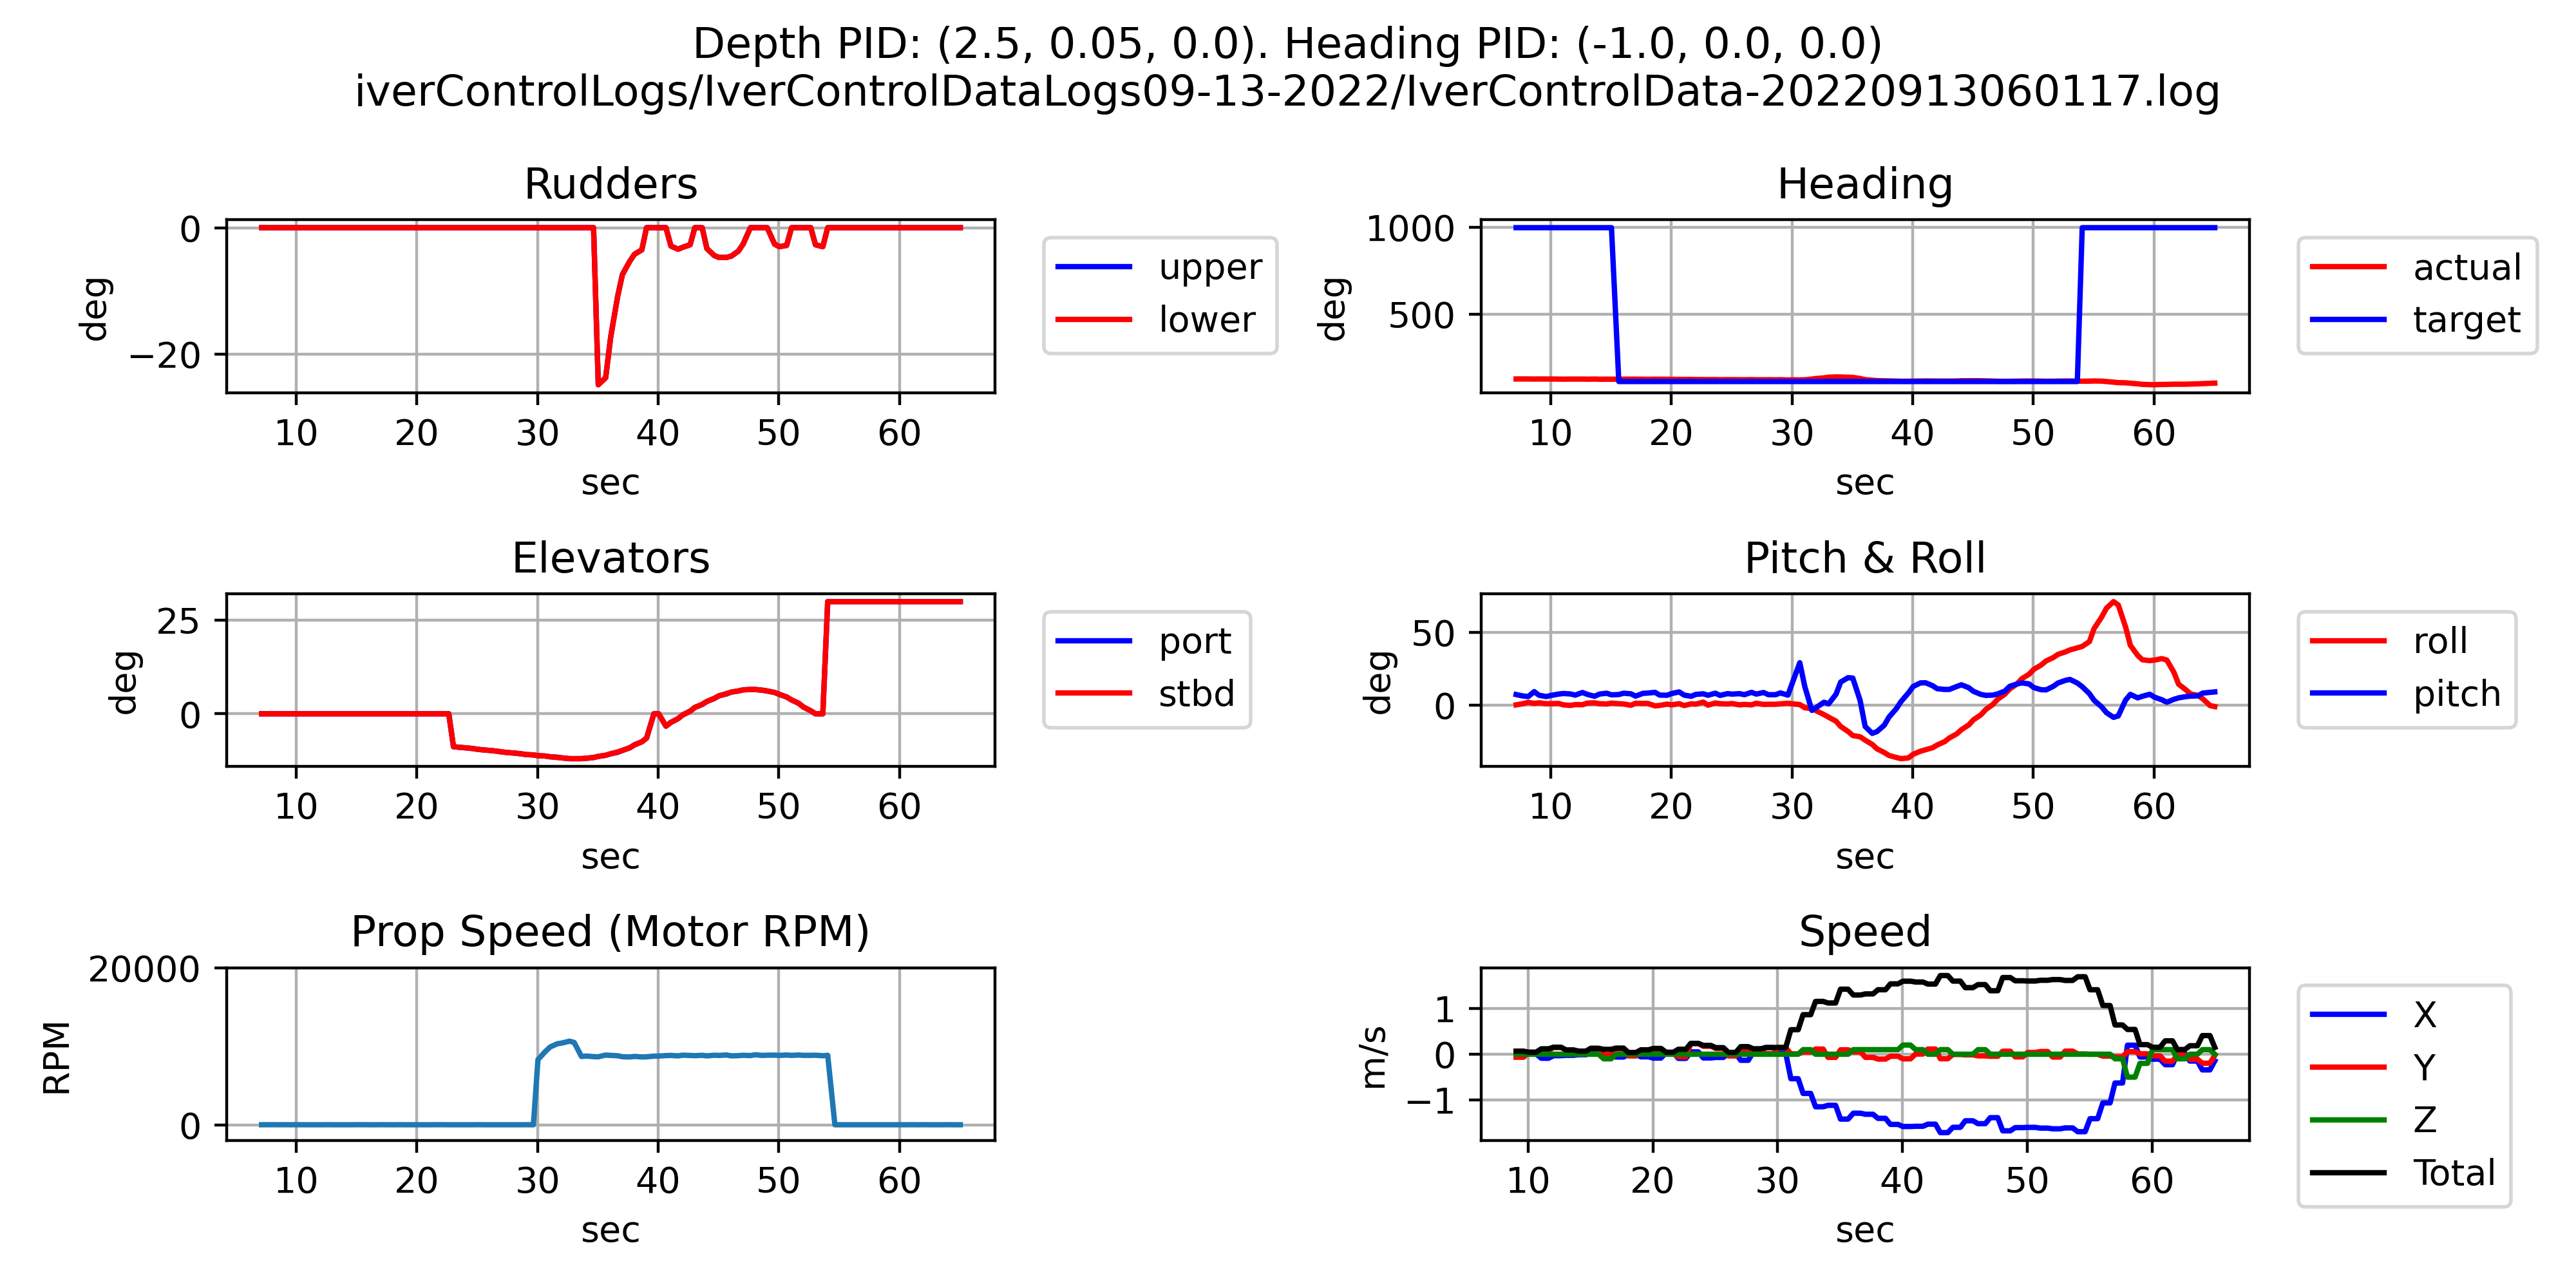 Depth PID: (2.5, 0.05, 0.0). Heading PID: (-1.0, 0.0, 0.0)
iverControlLogs/IverControlDataLogs09-13-2022/IverControlData-20220913060117.log
Rudders
0
−20
deg
10 20 30 40 50 60
sec
upper
lower
Heading
1000
500
deg
10 20 30 40 50 60
sec
actual
target
Elevators
25
0
deg
10 20 30 40 50 60
sec
port
stbd
Pitch & Roll
50
0
deg
10 20 30 40 50 60
sec
roll
pitch
Prop Speed (Motor RPM)
20000
0
RPM
10 20 30 40 50 60
sec
Speed
1
0
−1
m/s
10 20 30 40 50 60
sec
X
Y
Z
Total